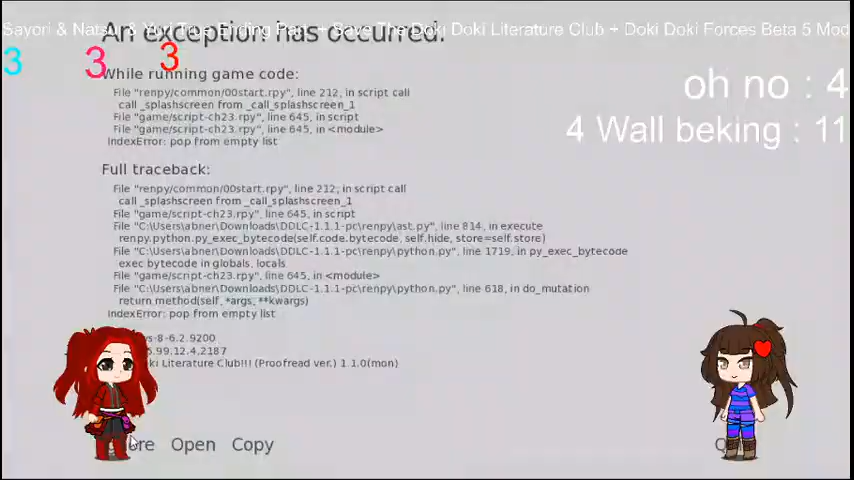 Sayori & Natsu & Yuri True Ending Part + Save The Doki Doki Literature Club + Doki Doki Forces Beta 5 Mod
An exception has occurred.
3 3 3
While running game code:
oh no : 4
File "renpy/common/00start.rpy", line 212, in script call
call _splashscreen from _call_splashscreen_1
File "game/script-ch23.rpy", line 645, in script
4 Wall beking : 11
File "game/script-ch23.rpy", line 645, in <module>
IndexError: pop from empty list
Full traceback:
File "renpy/common/00start.rpy", line 212, in script call
call _splashscreen from _call_splashscreen_1
File "game/script-ch23.rpy", line 645, in script
File "C:\Users\abner\Downloads\DDLC-1.1.1-pc\renpy\ast.py", line 814, in execute
renpy.python.py_exec_bytecode(self.code.bytecode, self.hide, store=self.store)
File "C:\Users\abner\Downloads\DDLC-1.1.1-pc\renpy\python.py", line 1719, in py_exec_bytecode
exec bytecode in globals, locals
File "game/script-ch23.rpy", line 645, in <module>
File "C:\Users\abner\Downloads\DDLC-1.1.1-pc\renpy\python.py", line 618, in do_mutation
return method(self, *args, **kwargs)
IndexError: pop from empty list
-8-6.2.9200
.99.12.4.2187
Literature Club!!! (Proofread ver.) 1.1.0(mon)
Open Copy